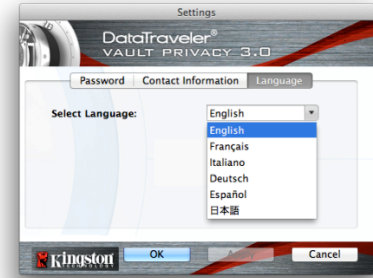 Settings
DataTraveler®
VAULT PRIVACY 3.0
Password Contact Information Language
Select Language: English
English
Français
Italiano
Deutsch
Español
日本語
Kingston
TECHNOLOGY
OK Cancel